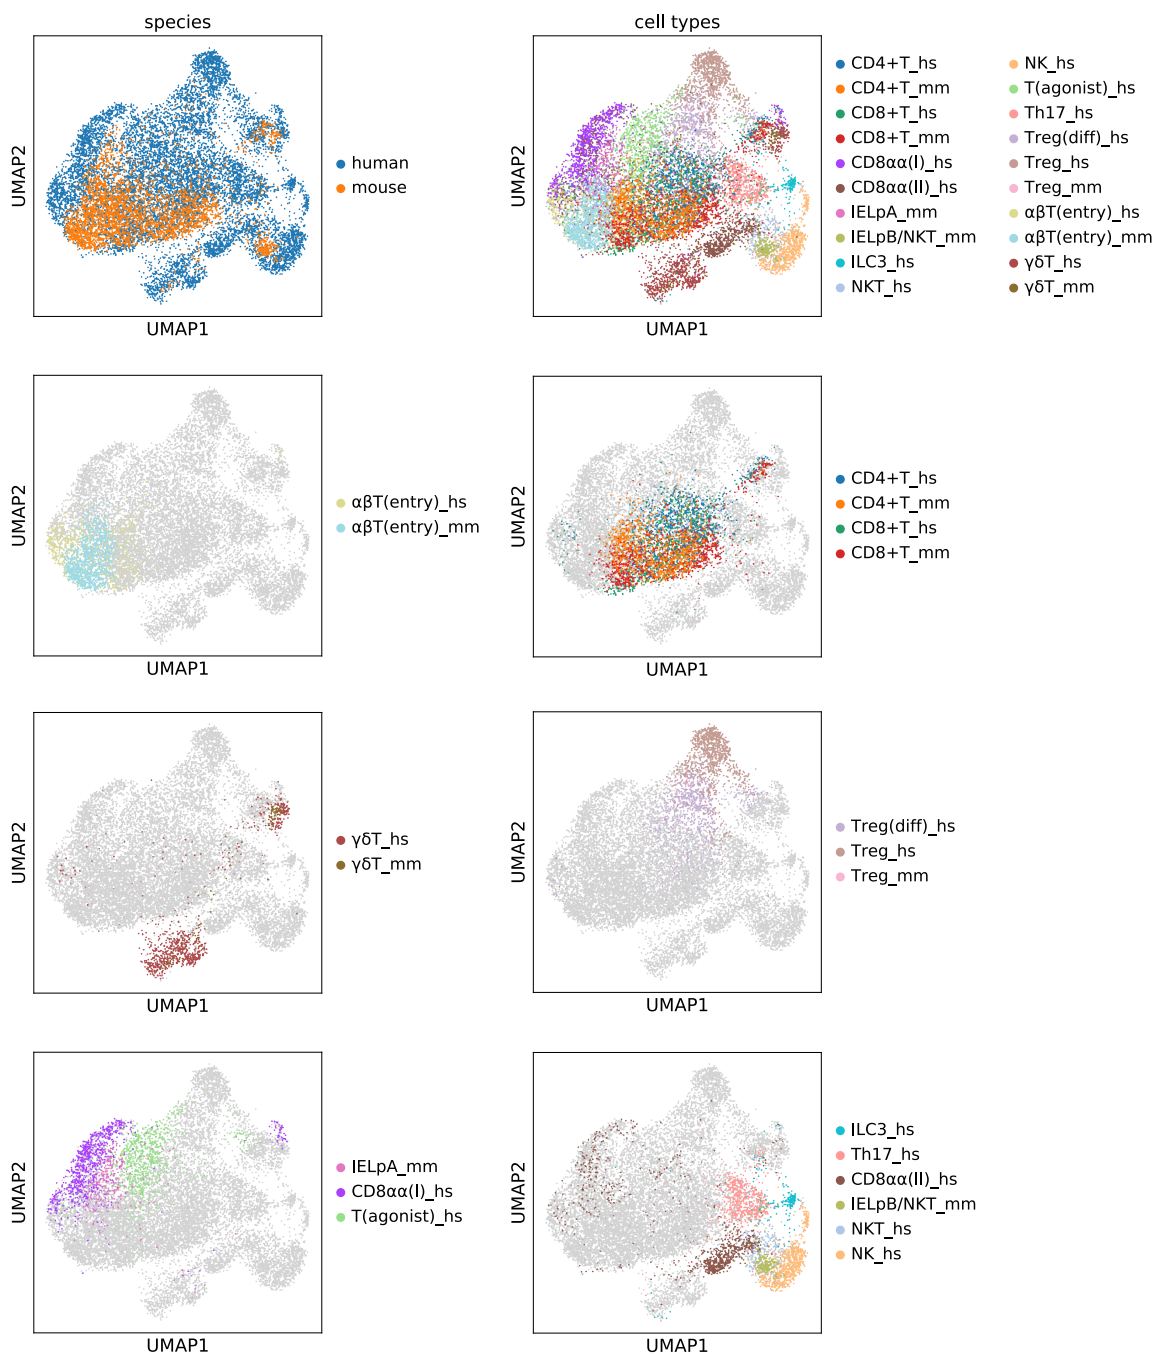 species
cell types
UMAP2
UMAP1
human
mouse
UMAP2
UMAP1
CD4+T_hs
CD4+T_mm
CD8+T_hs
CD8+T_mm
CD8αα(I)_hs
CD8αα(II)_hs
IELpA_mm
IELpB/NKT_mm
ILC3_hs
NKT_hs
NK_hs
T(agonist)_hs
Th17_hs
Treg(diff)_hs
Treg_hs
Treg_mm
αβT(entry)_hs
αβT(entry)_mm
γδT_hs
γδT_mm
UMAP2
UMAP1
αβT(entry)_hs
αβT(entry)_mm
UMAP2
UMAP1
CD4+T_hs
CD4+T_mm
CD8+T_hs
CD8+T_mm
UMAP2
UMAP1
γδT_hs
γδT_mm
UMAP2
UMAP1
Treg(diff)_hs
Treg_hs
Treg_mm
UMAP2
UMAP1
IELpA_mm
CD8αα(I)_hs
T(agonist)_hs
UMAP2
UMAP1
ILC3_hs
Th17_hs
CD8αα(II)_hs
IELpB/NKT_mm
NKT_hs
NK_hs